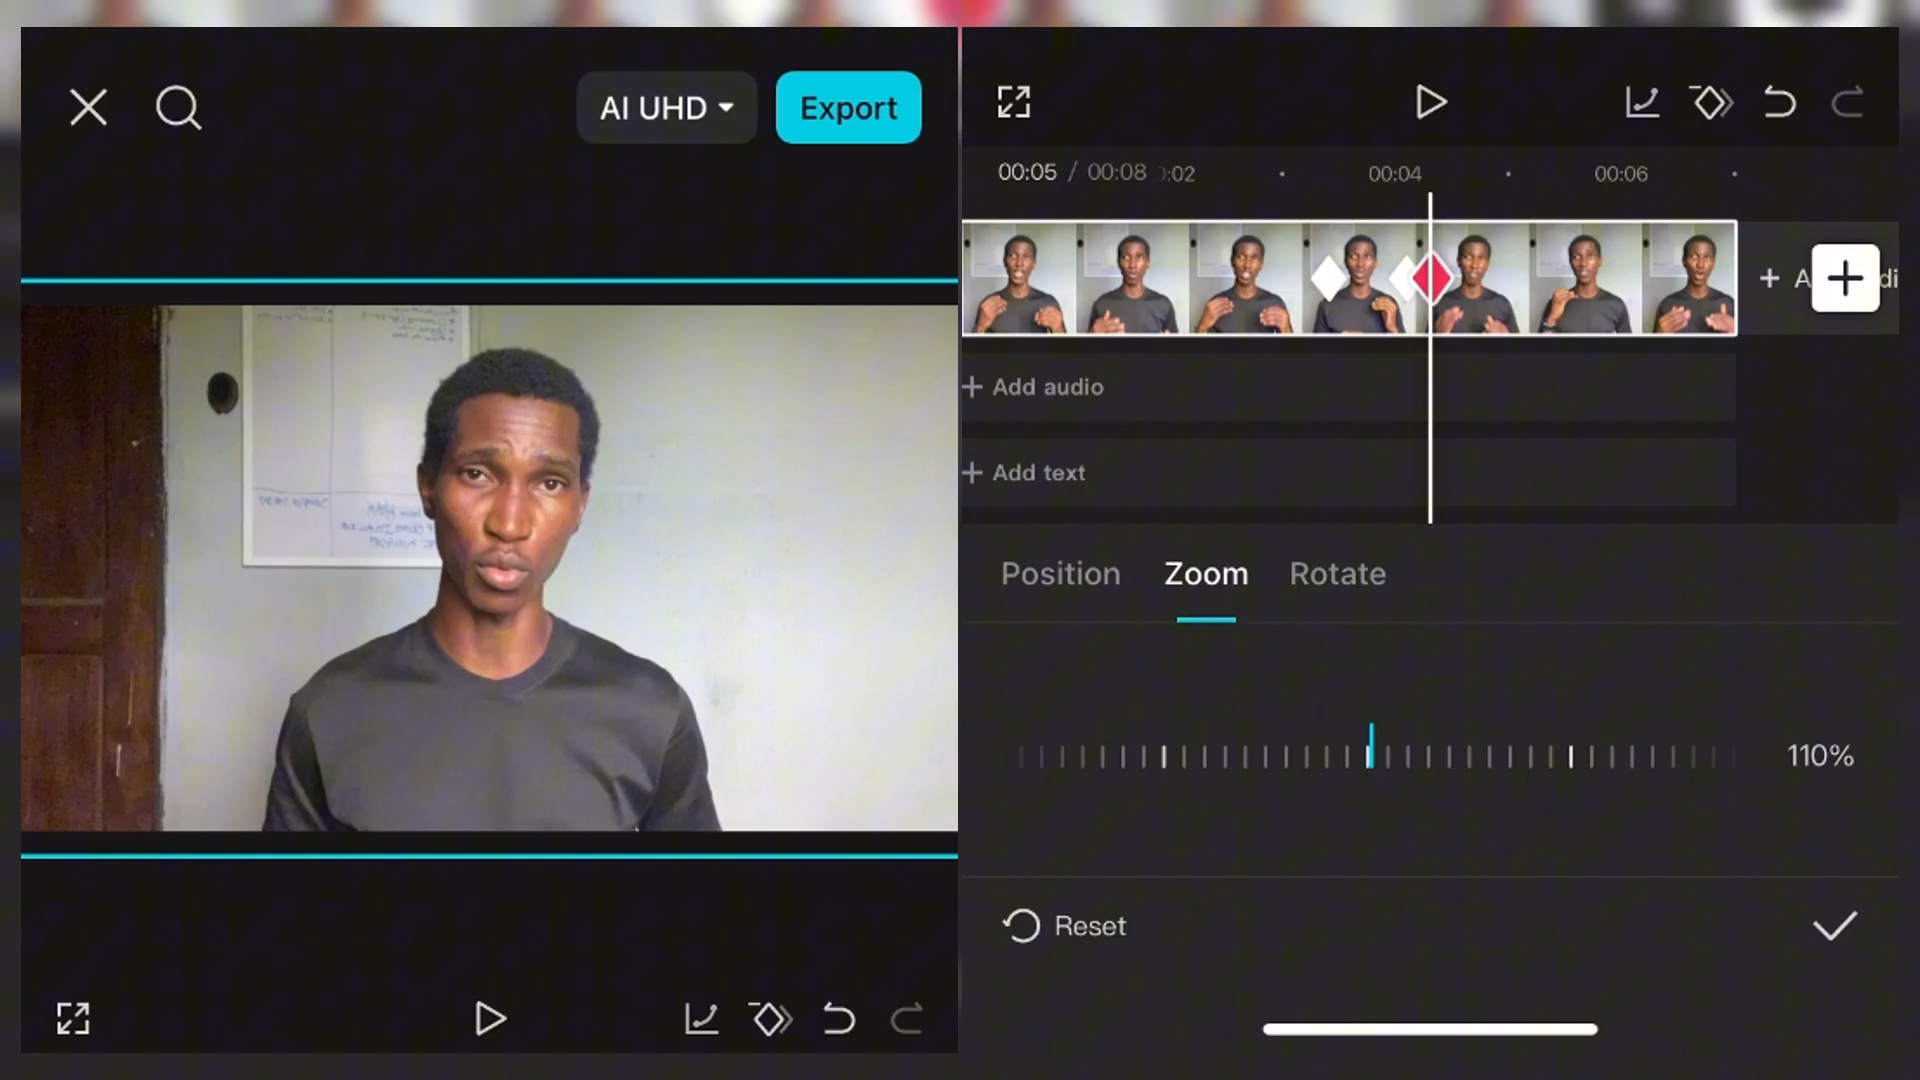 AI UHD
Export
00:05 / 00:08
:02
00:04
00:06
+ Add audio
+ Add text
Position
Zoom
Rotate
110%
Reset